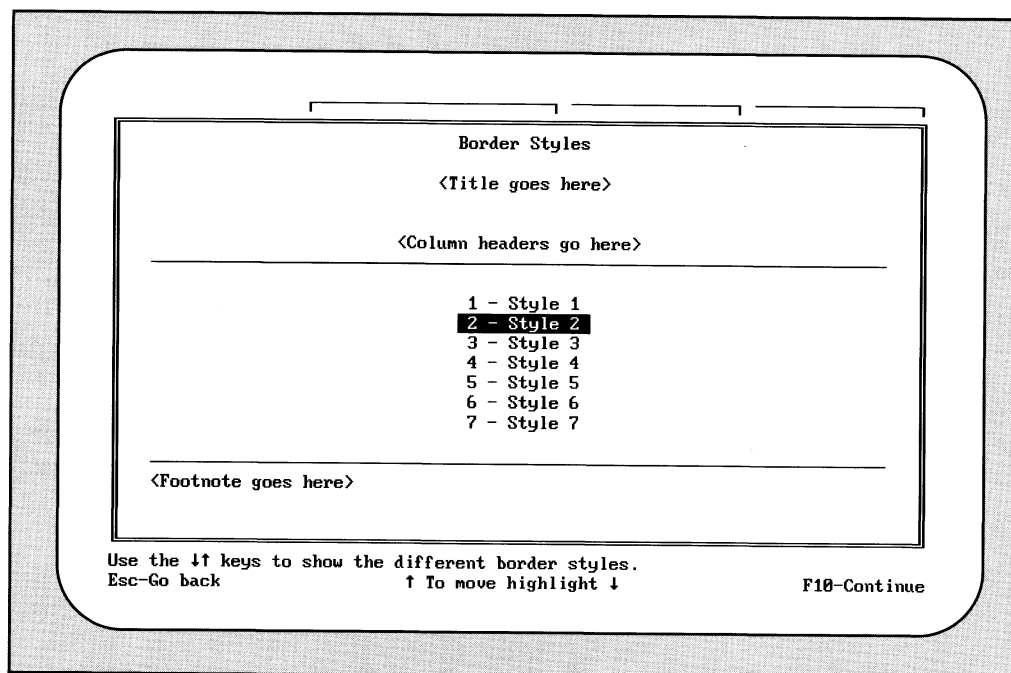 Border Styles
<Title goes here>
<Column headers go here>
1 - Style 1
2 - Style 2
3 - Style 3
4 - Style 4
5 - Style 5
6 - Style 6
7 - Style 7
<Footnote goes here>
Use the ↓↑ keys to show the different border styles.
Esc-Go back ↑ To move highlight ↓ F10-Continue